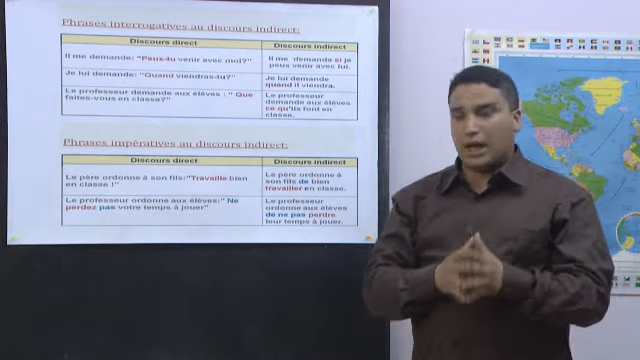 Phrases interrogatives au discours indirect:
Discours direct
Discours indirect
Il me demande: "Peux-tu venir avec moi?"
Il me demande si je
peux venir avec lui.
Je lui demande: "Quand viendras-tu?"
Je lui demande
quand il viendra.
Le professeur demande aux élèves : " Que
faites-vous en classe?"
Le professeur
demande aux élèves
ce qu'ils font en
classe.
Phrases impératives au discours indirect:
Discours direct
Discours indirect
Le père ordonne à son fils:"Travaille bien
en classe !"
Le père ordonne à
son fils de bien
travailler en classe.
Le professeur ordonne aux élèves:" Ne
perdez pas votre temps à jouer"
Le professeur
ordonne aux élèves
de ne pas perdre
leur temps à jouer.